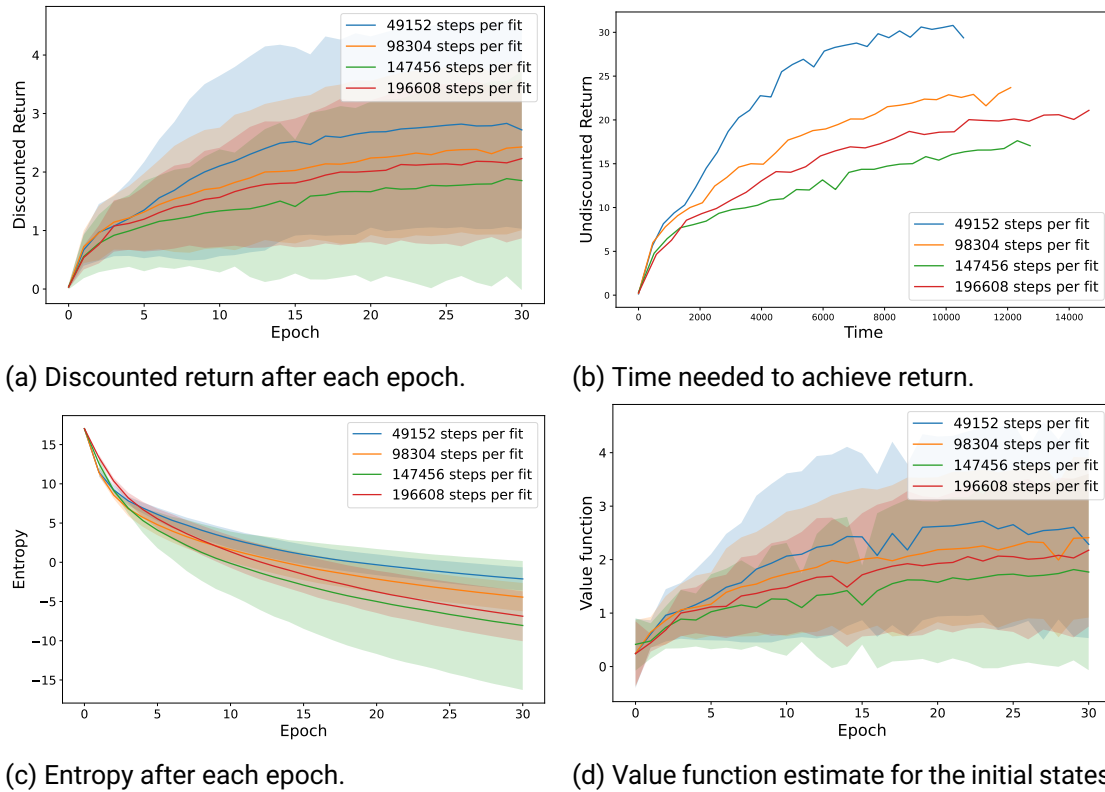 Discounted Return
4
3
2
1
0
0 5 10 15 20 25 30
Epoch
49152 steps per fit
98304 steps per fit
147456 steps per fit
196608 steps per fit
(a) Discounted return after each epoch.
Undiscounted Return
30
25
20
15
10
5
0
0 2000 4000 6000 8000 10000 12000 14000
Time
49152 steps per fit
98304 steps per fit
147456 steps per fit
196608 steps per fit
(b) Time needed to achieve return.
Entropy
15
10
5
0
−5
−10
−15
0 5 10 15 20 25 30
Epoch
49152 steps per fit
98304 steps per fit
147456 steps per fit
196608 steps per fit
(c) Entropy after each epoch.
Value function
4
3
2
1
0
0 5 10 15 20 25 30
Epoch
49152 steps per fit
98304 steps per fit
147456 steps per fit
196608 steps per fit
(d) Value function estimate for the initial states